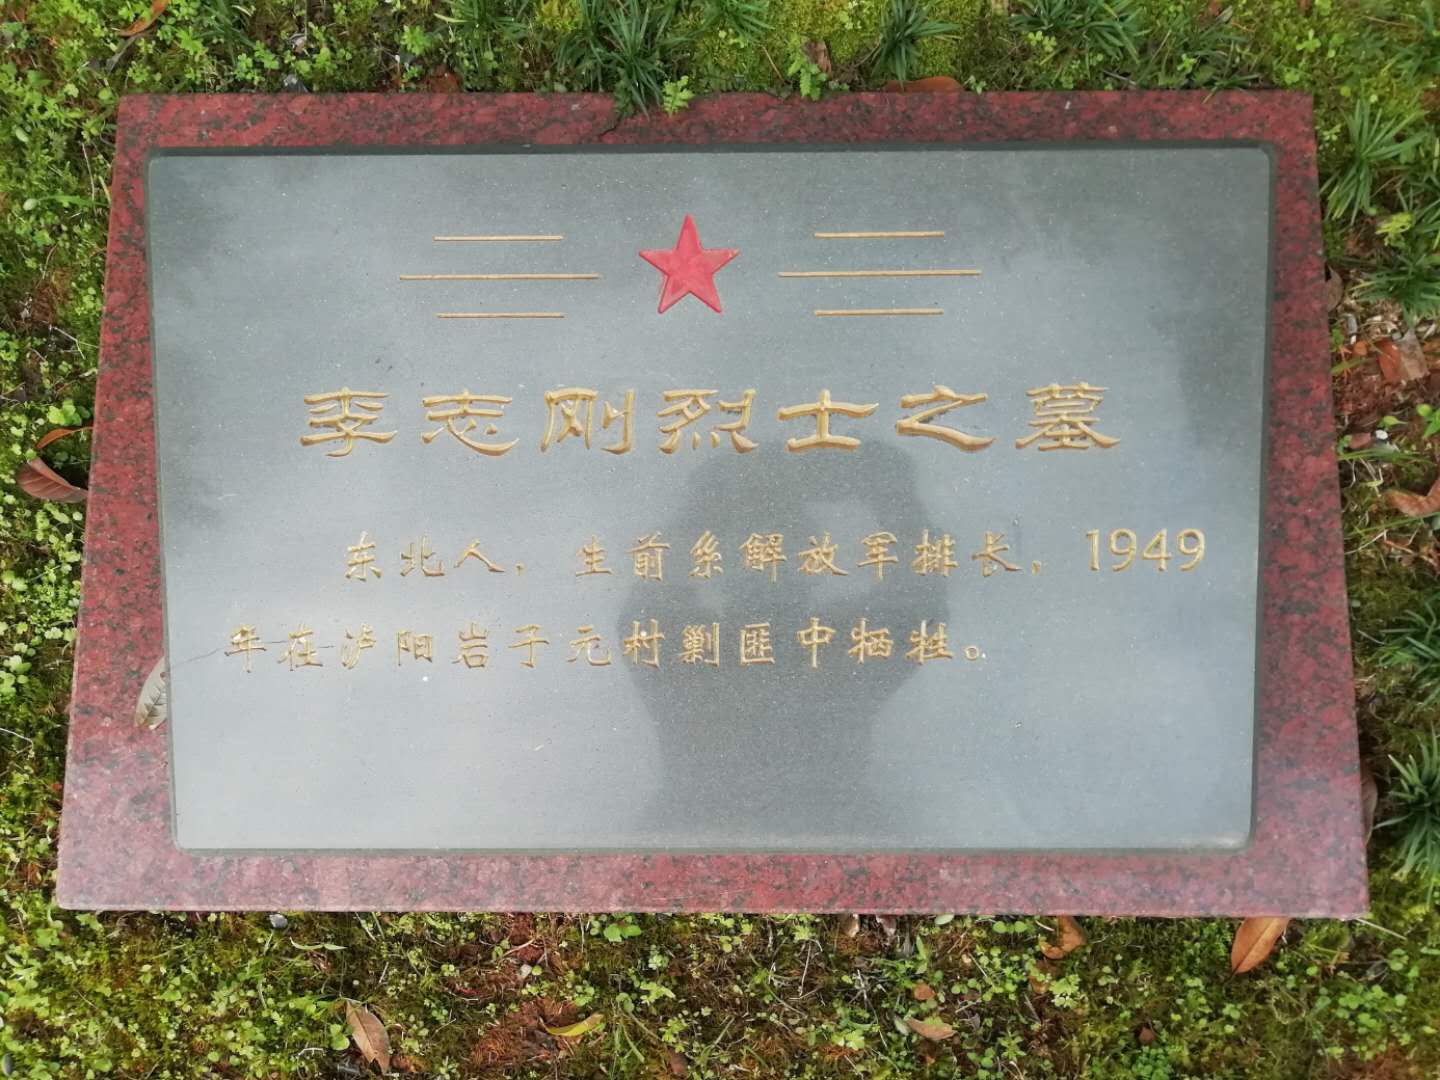 李志刚烈士之墓
东北人，生前系解放军排长，1949
年在泸阳岩子元村剿匪中牺牲。